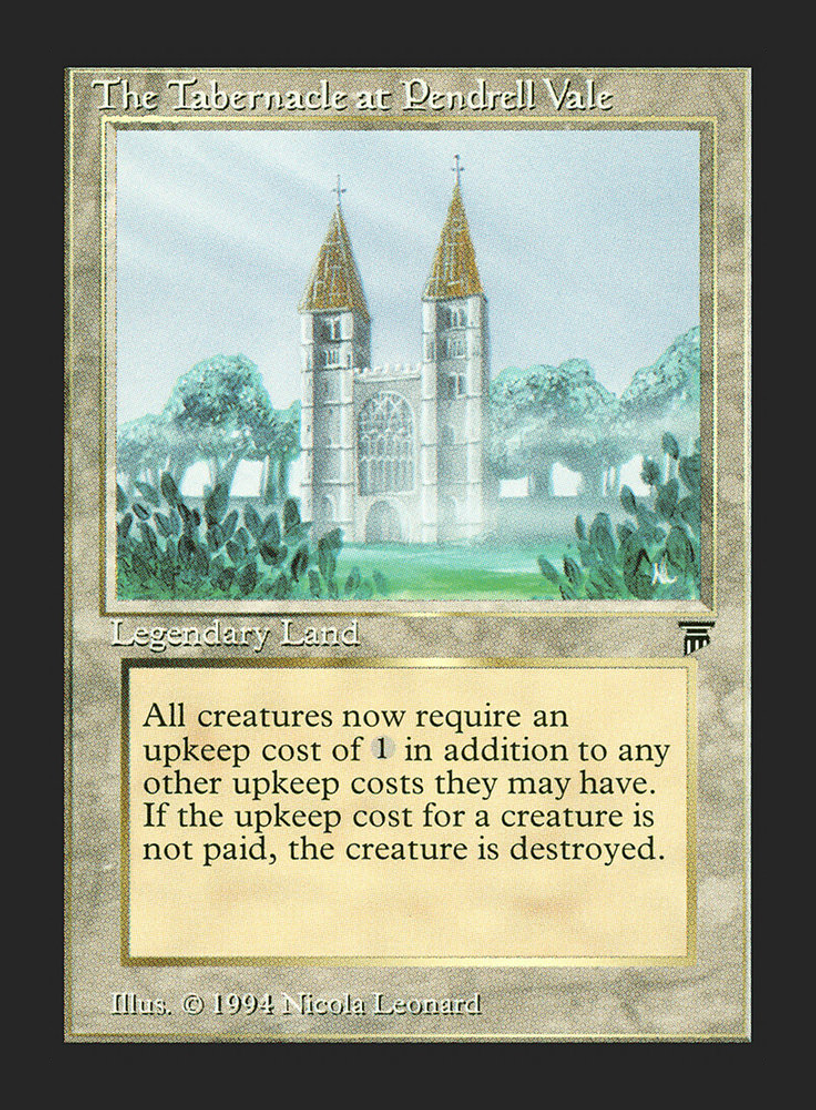 The Tabernacle at Pendrell Vale
NL
Legendary Land
All creatures now require an
upkeep cost of 1 in addition to any
other upkeep costs they may have.
If the upkeep cost for a creature is
not paid, the creature is destroyed.
Illus. © 1994 Nicola Leonard